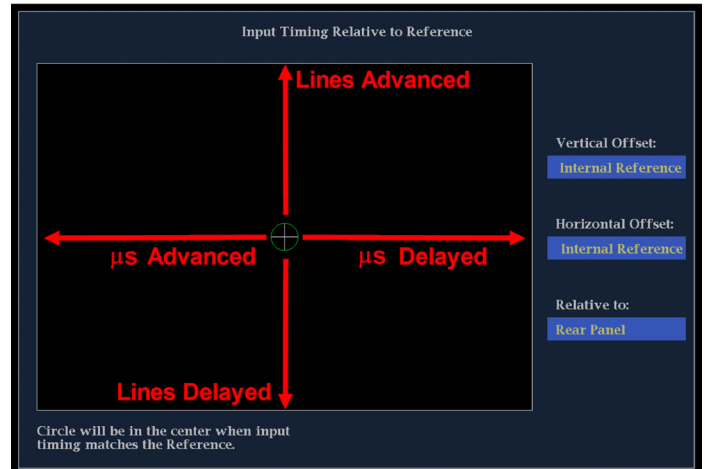 Input Timing Relative to Reference
Lines Advanced
Vertical Offset:
Internal Reference
Horizontal Offset:
Internal Reference
μs Advanced
μs Delayed
Relative to:
Rear Panel
Lines Delayed
Circle will be in the center when input
timing matches the Reference.